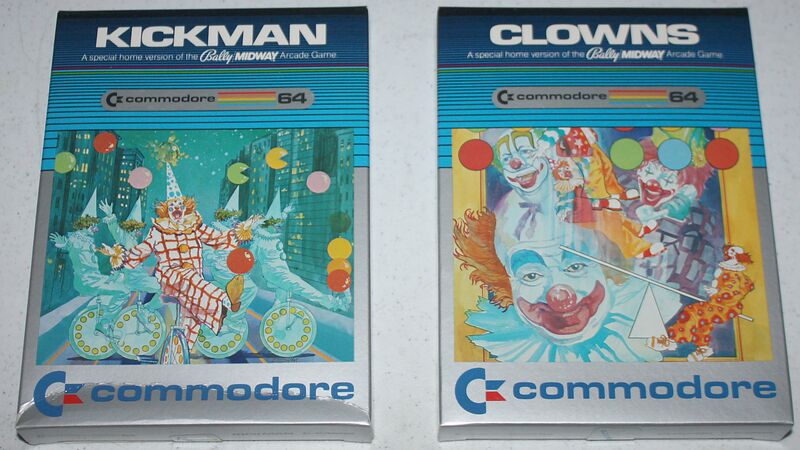 KICKMAN
A special home version of the Bally MIDWAY Arcade Game
commodore 64
commodore
CLOWNS
A special home version of the Bally MIDWAY Arcade Game
commodore 64
commodore